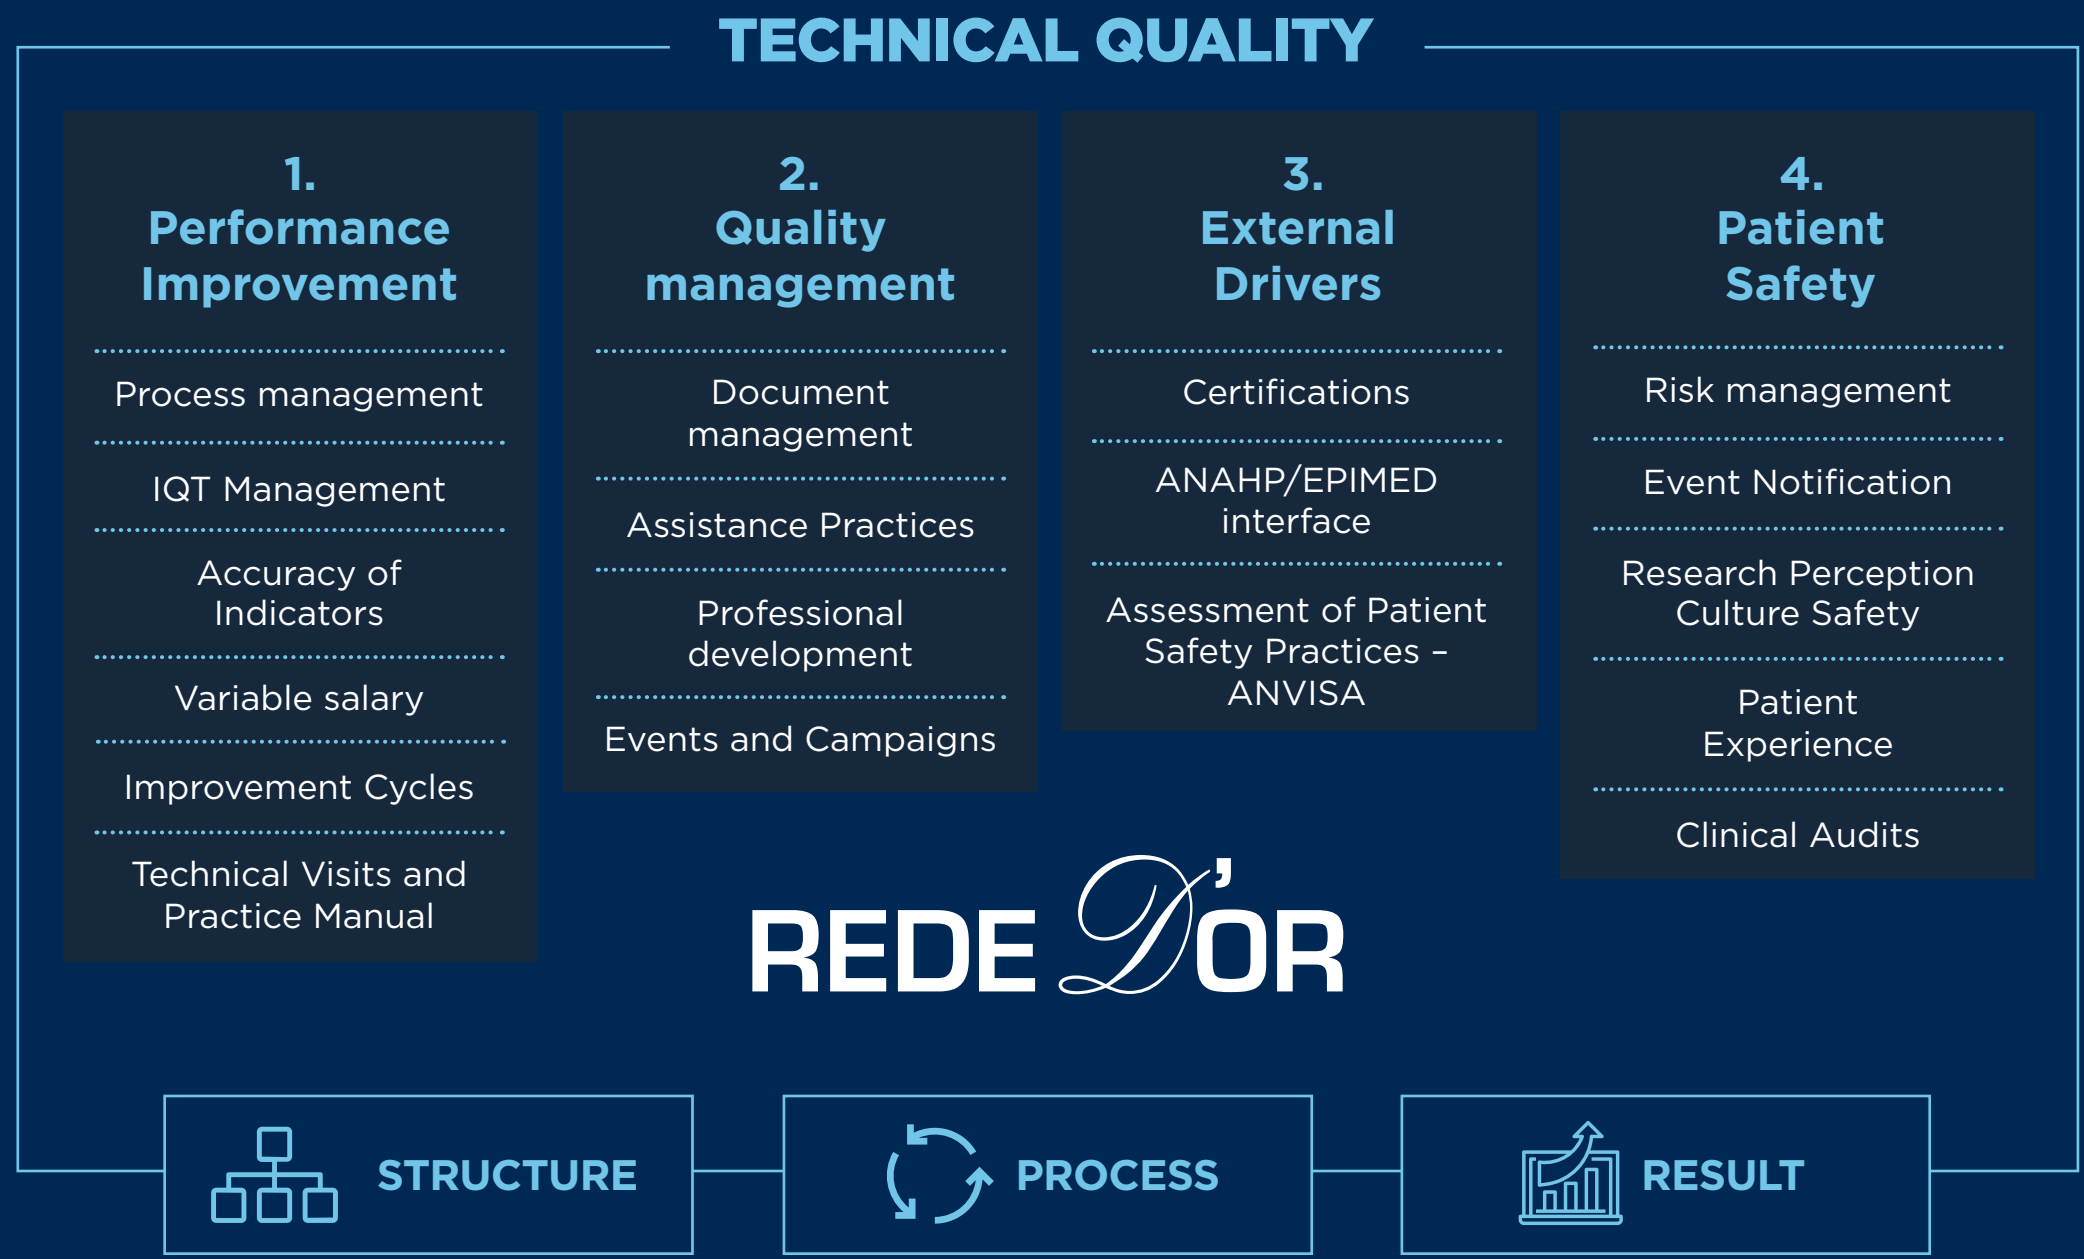 TECHNICAL QUALITY
1.
Performance
Improvement
Process management
IQT Management
Accuracy of
Indicators
Variable salary
Improvement Cycles
Technical Visits and
Practice Manual
2.
Quality
management
Document
management
Assistance Practices
Professional
development
Events and Campaigns
3.
External
Drivers
Certifications
ANAHP/EPIMED
interface
Assessment of Patient
Safety Practices –
ANVISA
4.
Patient
Safety
Risk management
Event Notification
Research Perception
Culture Safety
Patient
Experience
Clinical Audits
REDE D'OR
STRUCTURE
PROCESS
RESULT